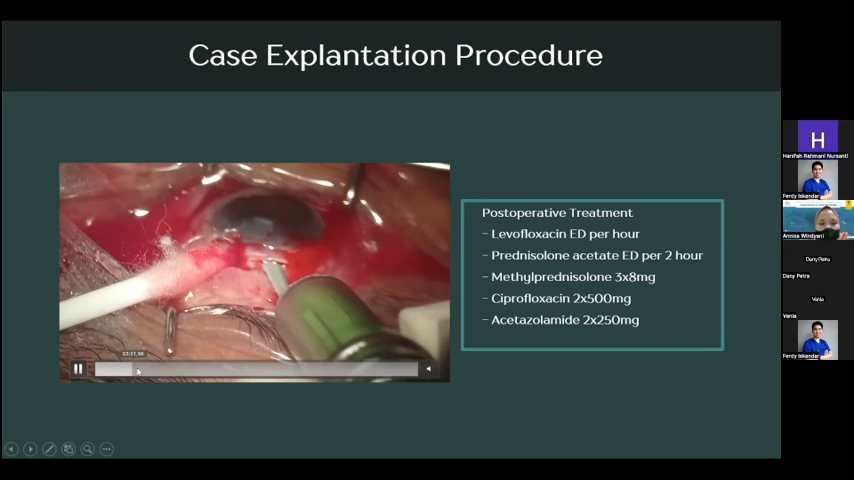 Case Explantation Procedure
Postoperative Treatment
- Levofloxacin ED per hour
- Prednisolone acetate ED per 2 hour
- Methylprednisolone 3x8mg
- Ciprofloxacin 2x500mg
- Acetazolamide 2x250mg
H
Hanifah Rahmani Nursanti
Ferdy Iskandar
Annisa Windyani
Dany Petra
Dany Petra
Vania
Vania
Ferdy Iskandar